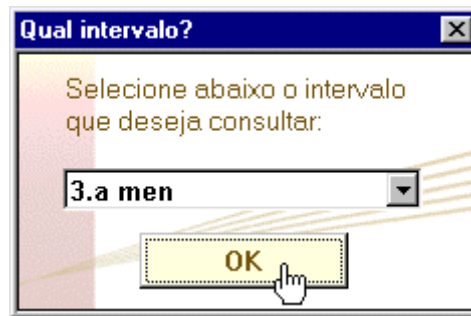 Qual intervalo?
Selecione abaixo o intervalo
que deseja consultar:
3.a men
OK